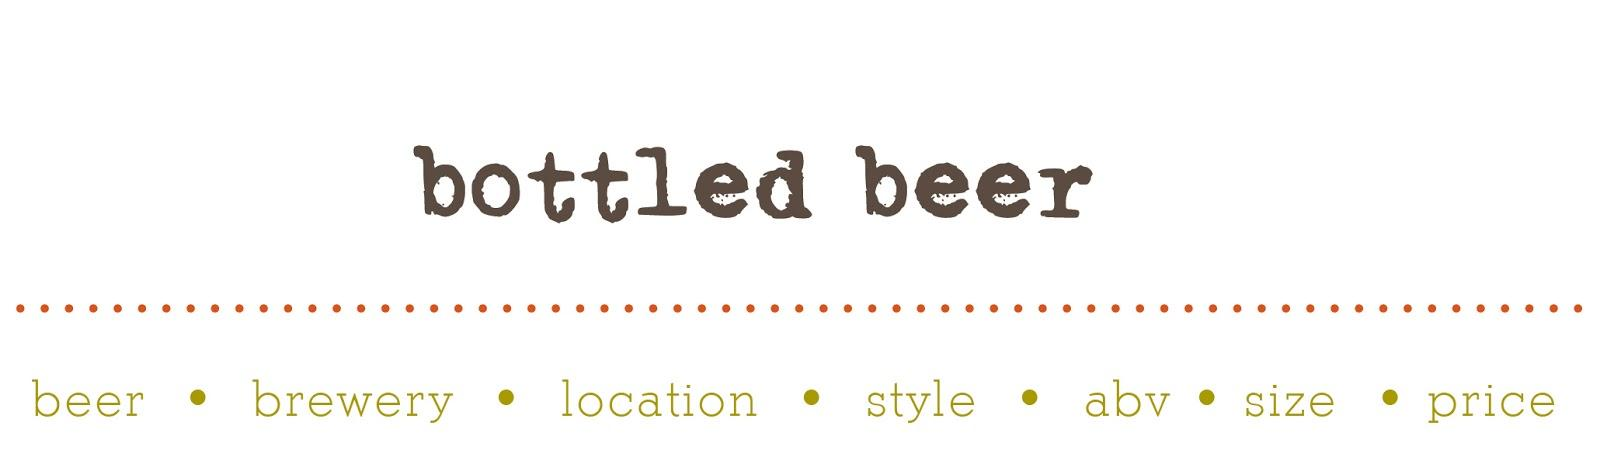 bottled beer
beer • brewery • location • style • abv • size • price